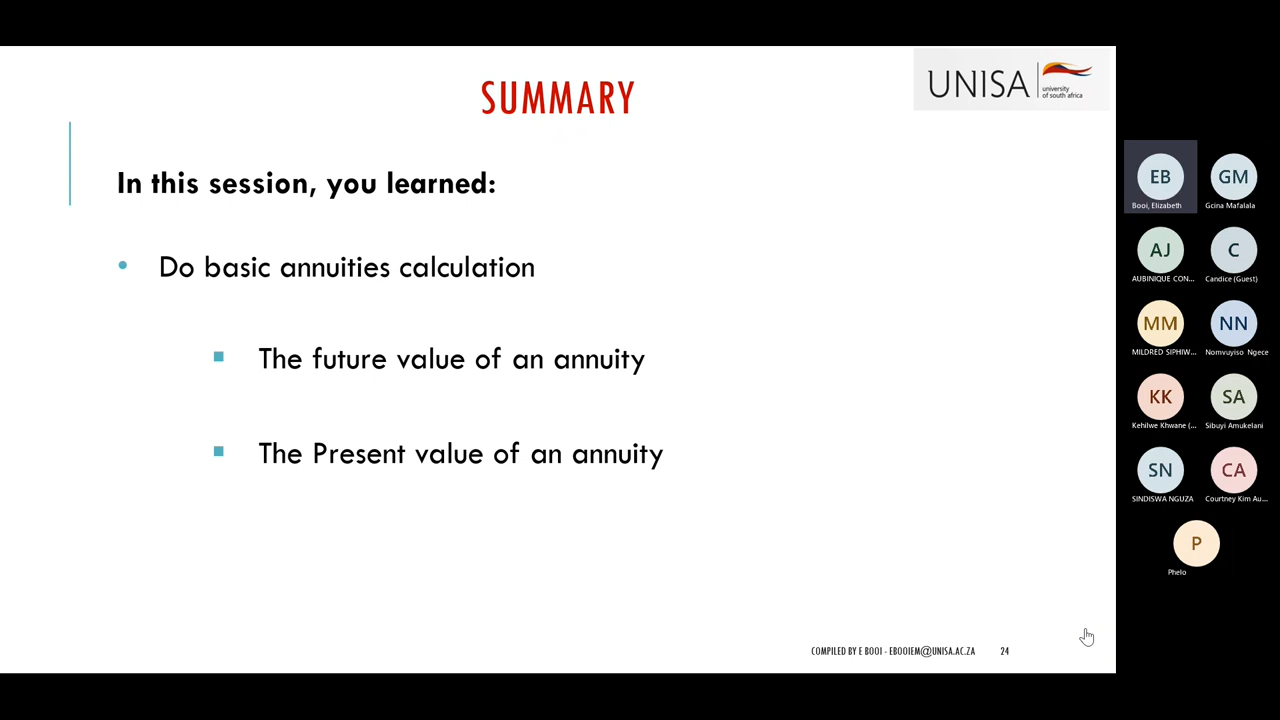 SUMMARY
UNISA
university
of south africa
In this session, you learned:
• Do basic annuities calculation
▪ The future value of an annuity
▪ The Present value of an annuity
COMPILED BY E BOOI - EBOOIEM@UNISA.AC.ZA 24
EB GM
Booi, Elizabeth Gcina Mafalala
AJ C
AUBINIQUE CON... Candice (Guest)
MM NN
MILDRED SIPHIW... Nomvuyiso Ngece
KK SA
Kehilwe Khwane (... Sibuyi Amukelani
SN CA
SINDISWA NGUZA Courtney Kim Au...
P
Phelo